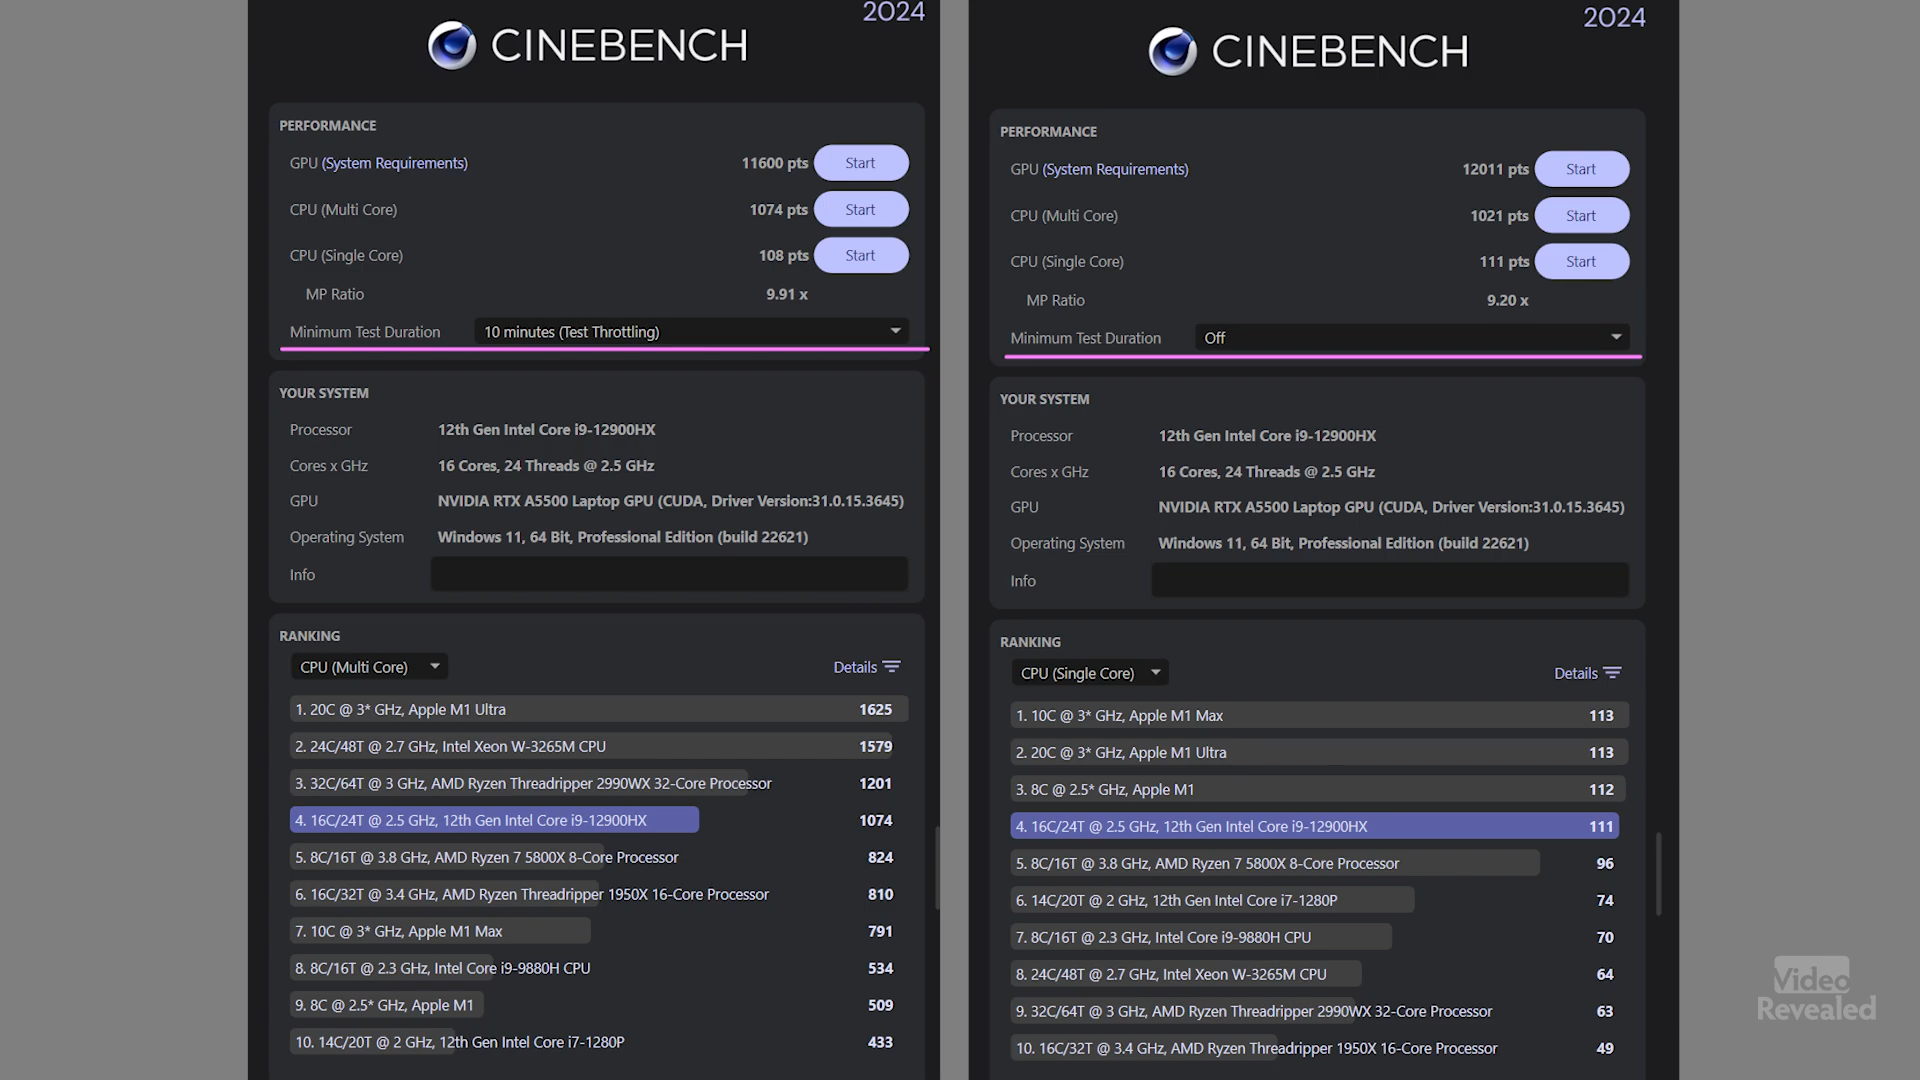 2024
CINEBENCH
PERFORMANCE
GPU (System Requirements) 11600 pts Start
CPU (Multi Core) 1074 pts Start
CPU (Single Core) 108 pts Start
MP Ratio 9.91 x
Minimum Test Duration 10 minutes (Test Throttling)
YOUR SYSTEM
Processor 12th Gen Intel Core i9-12900HX
Cores x GHz 16 Cores, 24 Threads @ 2.5 GHz
GPU NVIDIA RTX A5500 Laptop GPU (CUDA, Driver Version:31.0.15.3645)
Operating System Windows 11, 64 Bit, Professional Edition (build 22621)
Info
RANKING
CPU (Multi Core) Details
1. 20C @ 3* GHz, Apple M1 Ultra 1625
2. 24C/48T @ 2.7 GHz, Intel Xeon W-3265M CPU 1579
3. 32C/64T @ 3 GHz, AMD Ryzen Threadripper 2990WX 32-Core Processor 1201
4. 16C/24T @ 2.5 GHz, 12th Gen Intel Core i9-12900HX 1074
5. 8C/16T @ 3.8 GHz, AMD Ryzen 7 5800X 8-Core Processor 824
6. 16C/32T @ 3.4 GHz, AMD Ryzen Threadripper 1950X 16-Core Processor 810
7. 10C @ 3* GHz, Apple M1 Max 791
8. 8C/16T @ 2.3 GHz, Intel Core i9-9880H CPU 534
9. 8C @ 2.5* GHz, Apple M1 509
10. 14C/20T @ 2 GHz, 12th Gen Intel Core i7-1280P 433
2024
CINEBENCH
PERFORMANCE
GPU (System Requirements) 12011 pts Start
CPU (Multi Core) 1021 pts Start
CPU (Single Core) 111 pts Start
MP Ratio 9.20 x
Minimum Test Duration Off
YOUR SYSTEM
Processor 12th Gen Intel Core i9-12900HX
Cores x GHz 16 Cores, 24 Threads @ 2.5 GHz
GPU NVIDIA RTX A5500 Laptop GPU (CUDA, Driver Version:31.0.15.3645)
Operating System Windows 11, 64 Bit, Professional Edition (build 22621)
Info
RANKING
CPU (Single Core) Details
1. 10C @ 3* GHz, Apple M1 Max 113
2. 20C @ 3* GHz, Apple M1 Ultra 113
3. 8C @ 2.5* GHz, Apple M1 112
4. 16C/24T @ 2.5 GHz, 12th Gen Intel Core i9-12900HX 111
5. 8C/16T @ 3.8 GHz, AMD Ryzen 7 5800X 8-Core Processor 96
6. 14C/20T @ 2 GHz, 12th Gen Intel Core i7-1280P 74
7. 8C/16T @ 2.3 GHz, Intel Core i9-9880H CPU 70
8. 24C/48T @ 2.7 GHz, Intel Xeon W-3265M CPU 64
9. 32C/64T @ 3 GHz, AMD Ryzen Threadripper 2990WX 32-Core Processor 63
10. 16C/32T @ 3.4 GHz, AMD Ryzen Threadripper 1950X 16-Core Processor 49
Video
Revealed